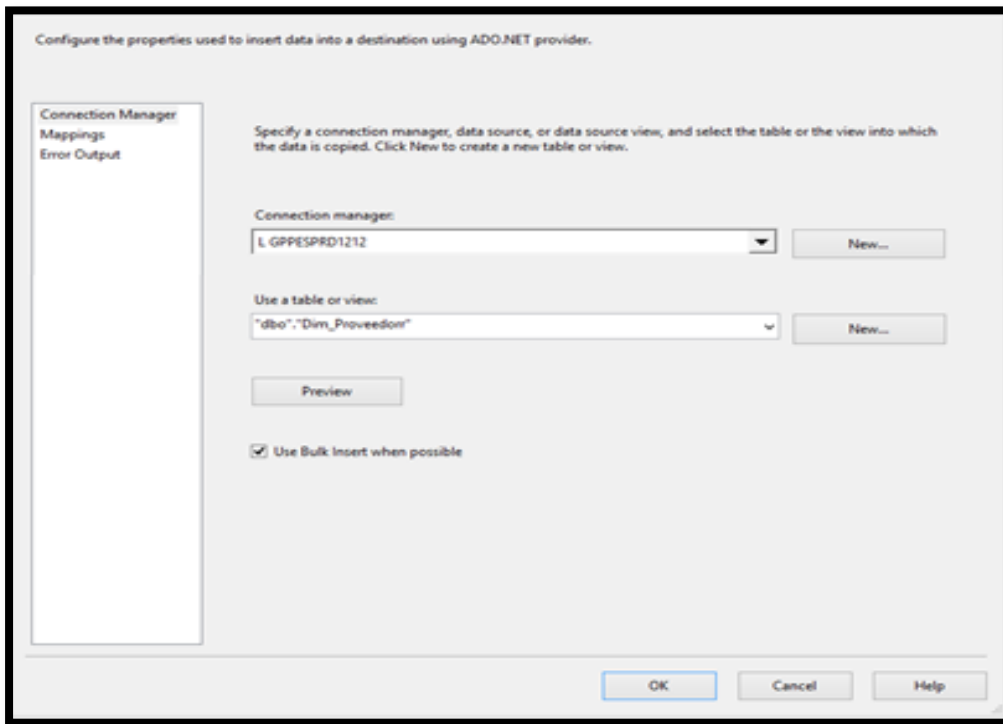 Configure the properties used to insert data into a destination using ADO.NET provider.
Connection Manager
Mappings
Error Output
Specify a connection manager, data source, or data source view, and select the table or the view into which
the data is copied. Click New to create a new table or view.
Connection manager:
L GPPESPRD1212
New...
Use a table or view:
"dbo"."Dim_Proveedorr"
New...
Preview
Use Bulk Insert when possible
OK
Cancel
Help